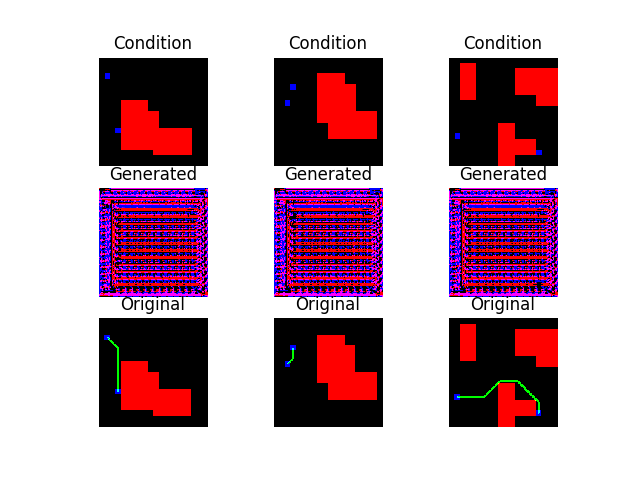 Condition Condition Condition
Generated Generated Generated
Original Original Original